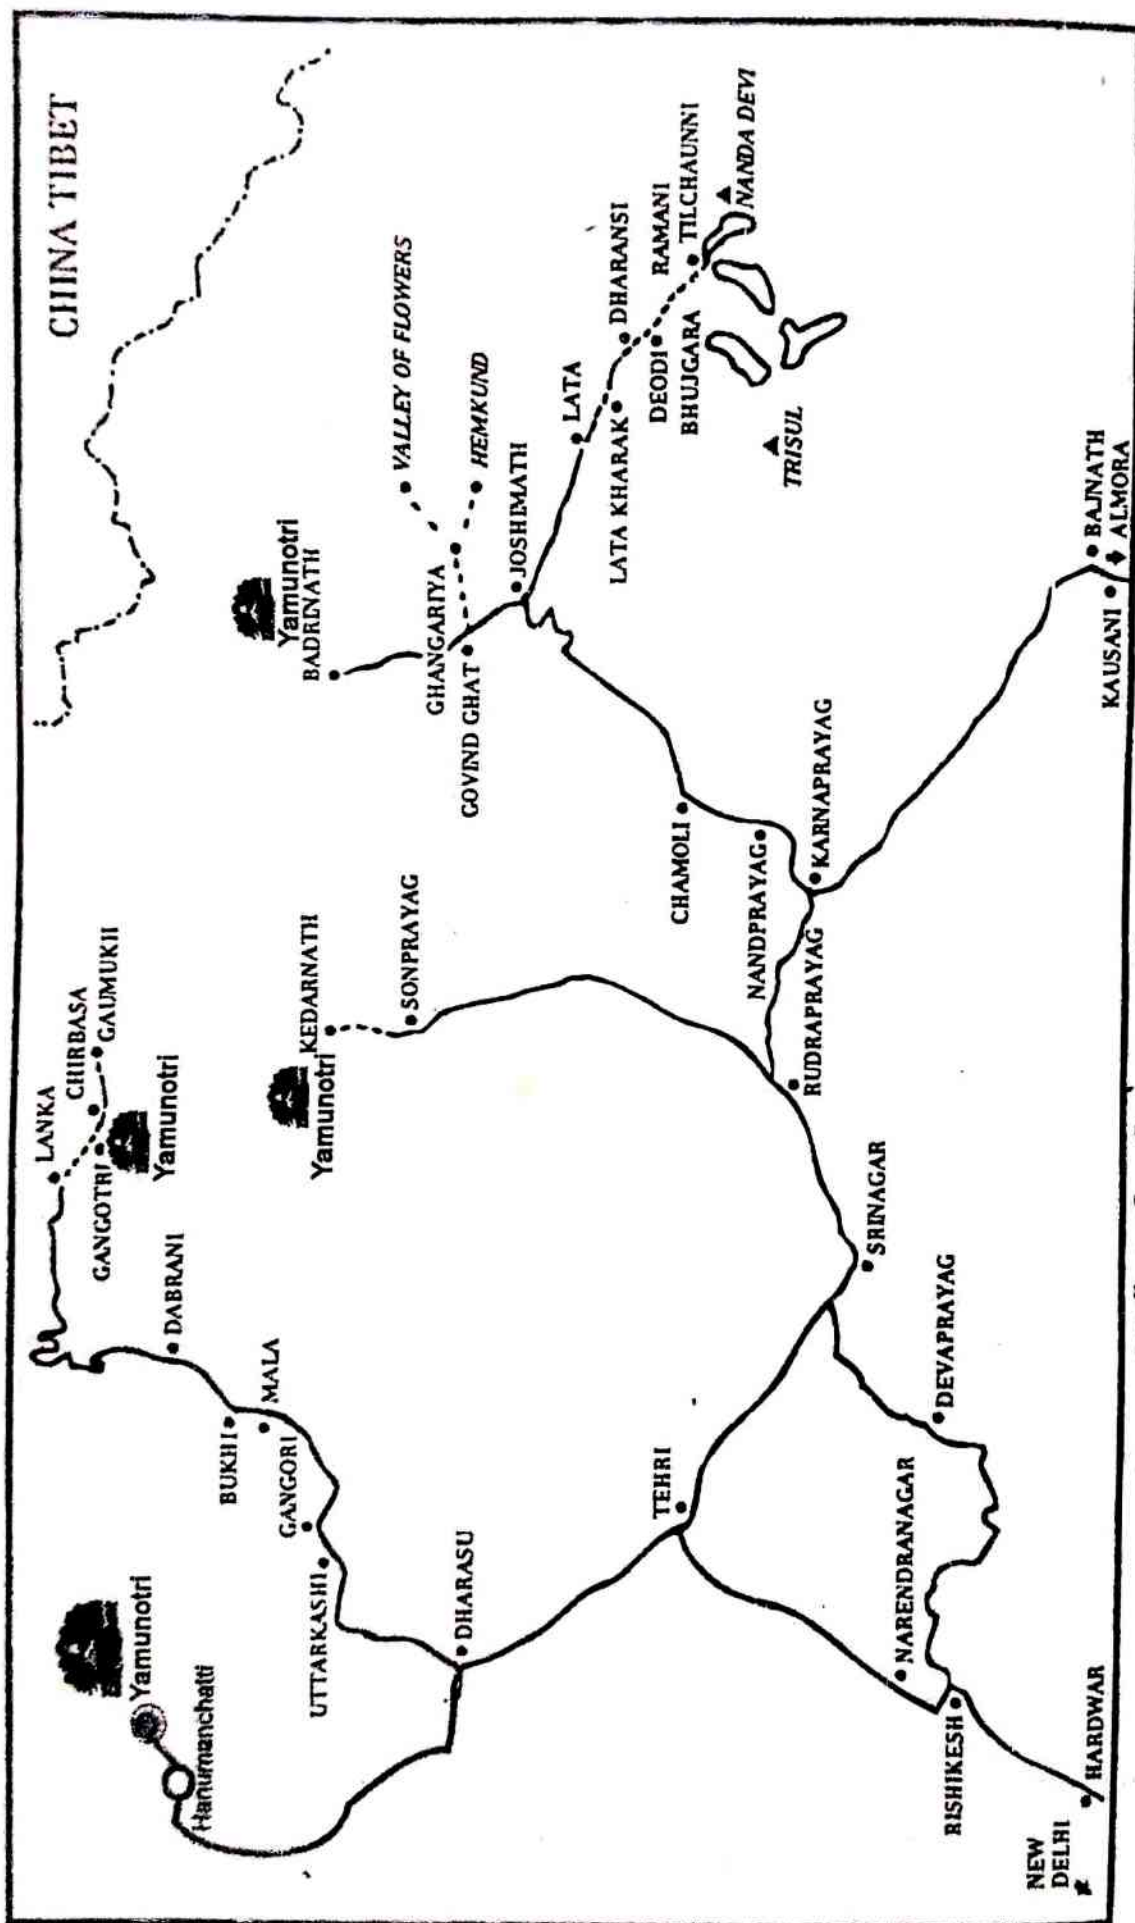 CHINA TIBET
LANKA
CHIRBASA
GAUMUKH
GANGOTRI
Yamunotri
DABRANI
BUKHI
MALA
GANGORI
UTTARKASHI
Yamunotri
Hanumanchatti
DHARASU
KEDARNATH
Yamunotri
SONPRAYAG
Yamunotri
BADRINATH
VALLEY OF FLOWERS
HEMKUND
GHANGARIYA
GOVIND GHAT
JOSHIMATH
LATA
LATA KHARAK
DHARANSI
DEODI
RAMANI
BHUJGARA
TILCHAUNNI
NANDA DEVI
TRISUL
CHAMOLI
NANDPRAYAG
KARNAPRAYAG
RUDRAPRAYAG
SRINAGAR
TEHRI
DEVAPRAYAG
NARENDRANAGAR
RISHIKESH
HARDWAR
NEW
DELHI
BAJNATH
ALMORA
KAUSANI